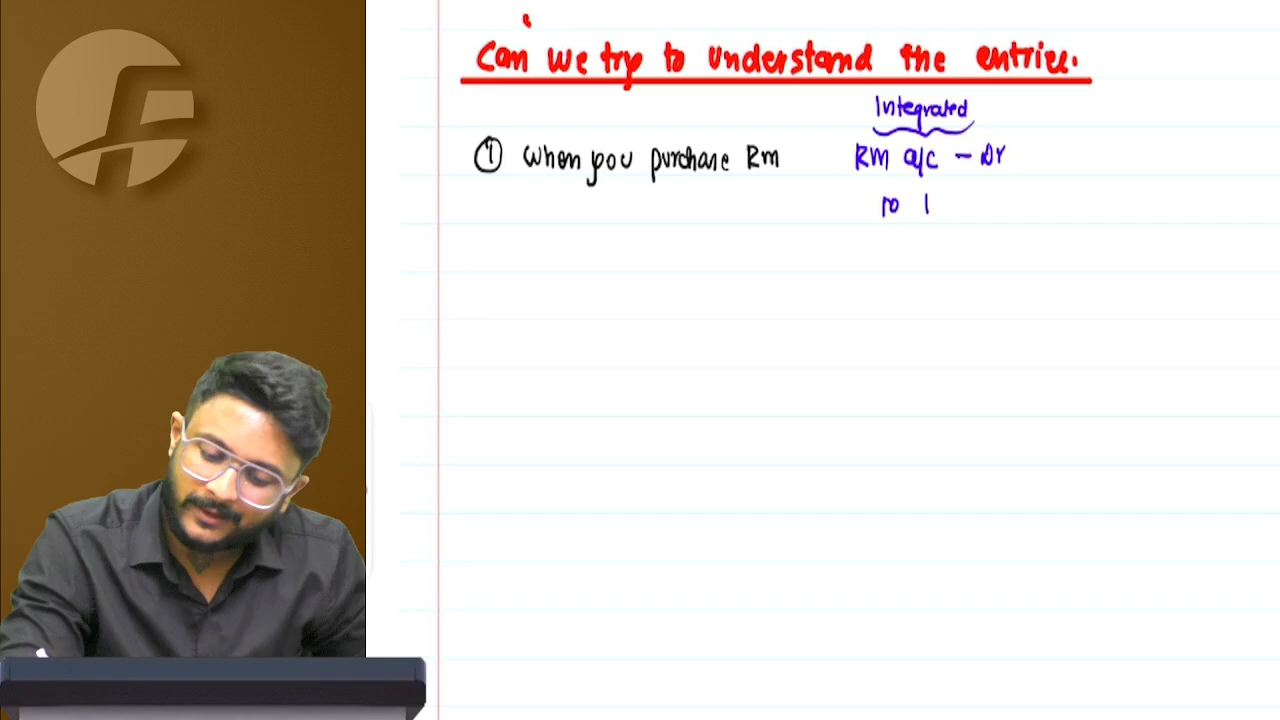 Can we try to understand the entries.
Integrated
① When you purchase Rm RM a/c - Dr
to